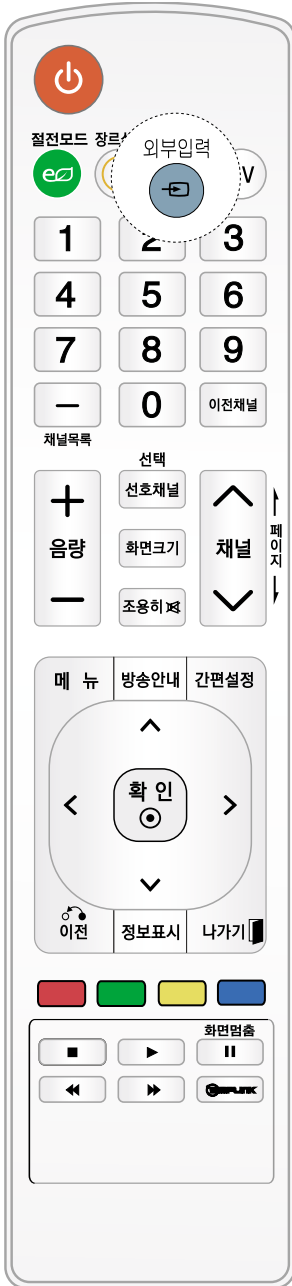 절전모드 장르
외부입력
e
V
1 2 3
4 5 6
7 8 9
— 0 이전채널
채널목록
선택
+ 선호채널
음량 화면크기 채널 페이지
— 조용히
메 뉴 방송안내 간편설정
확 인
이전 정보표시 나가기
화면멈춤